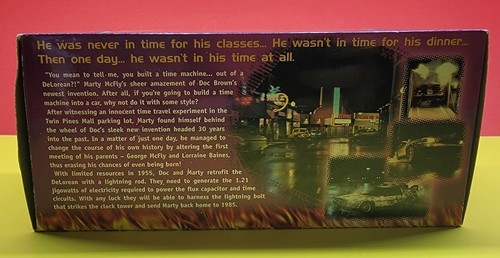 He was never in time for his classes... He wasn't in time for his dinner...
Then one day... he wasn't in his time at all.
"You mean to tell me, you built a time machine... out of a
DeLorean?!" Marty McFly's sheer amazement of Doc Brown's
newest invention. After all, if you're going to build a time
machine into a car, why not do it with some style?
After witnessing an innocent time travel experiment in the
Twin Pines Mall parking lot, Marty found himself behind
the wheel of Doc's sleek new invention headed 30 years
into the past. In a matter of just one day, he managed to
change the course of his own history by altering the first
meeting of his parents - George McFly and Lorraine Baines,
thus erasing his chances of even being born!
With limited resources in 1955, Doc and Marty retrofit the
DeLorean with a lightning rod. They need to generate the 1.21
jigowatts of electricity required to power the flux capacitor and time
circuits. With any luck they will be able to harness the lightning bolt
that strikes the clock tower and send Marty back home to 1985.